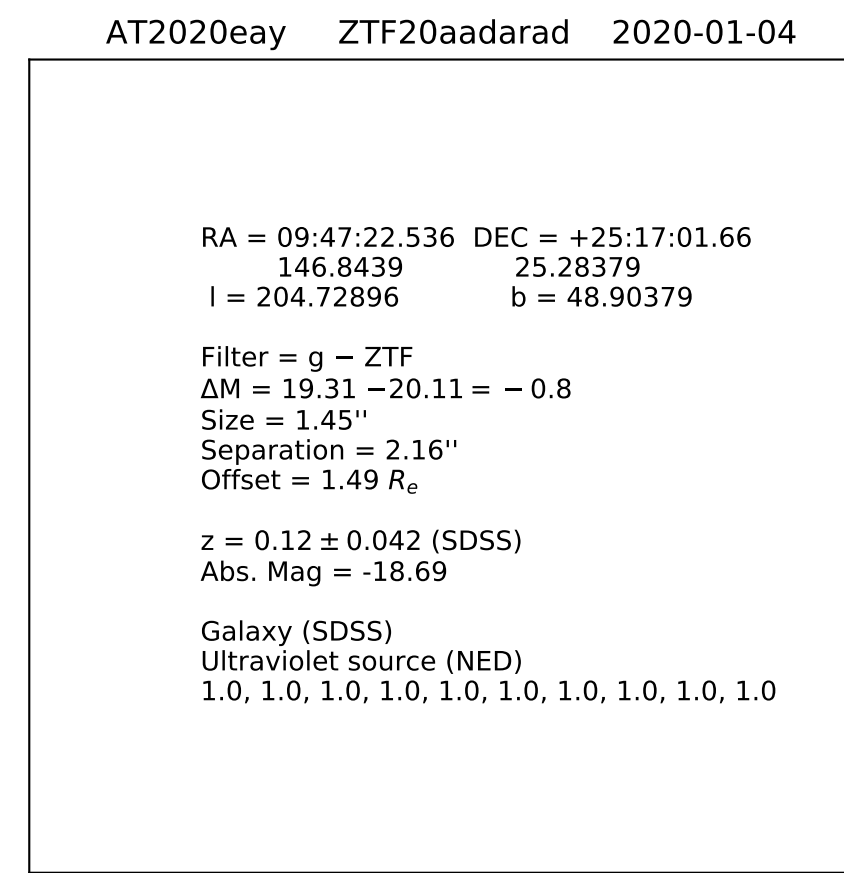 AT2020eay ZTF20aadarad 2020-01-04
RA = 09:47:22.536 DEC = +25:17:01.66
146.8439 25.28379
l = 204.72896 b = 48.90379
Filter = g − ZTF
ΔM = 19.31 −20.11 = − 0.8
Size = 1.45''
Separation = 2.16''
Offset = 1.49 Rₑ
z = 0.12 ± 0.042 (SDSS)
Abs. Mag = -18.69
Galaxy (SDSS)
Ultraviolet source (NED)
1.0, 1.0, 1.0, 1.0, 1.0, 1.0, 1.0, 1.0, 1.0, 1.0